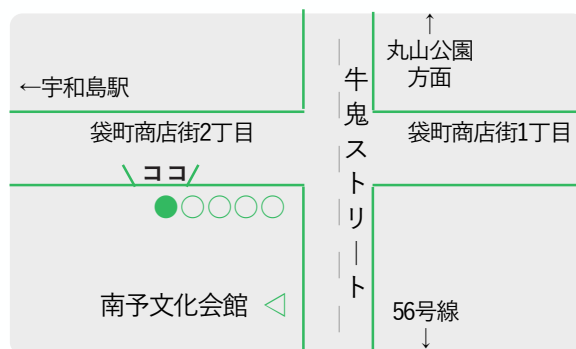 ↑
丸山公園
方面
←宇和島駅
牛鬼ストリート
袋町商店街2丁目
袋町商店街1丁目
ココ
南予文化会館
56号線
↓